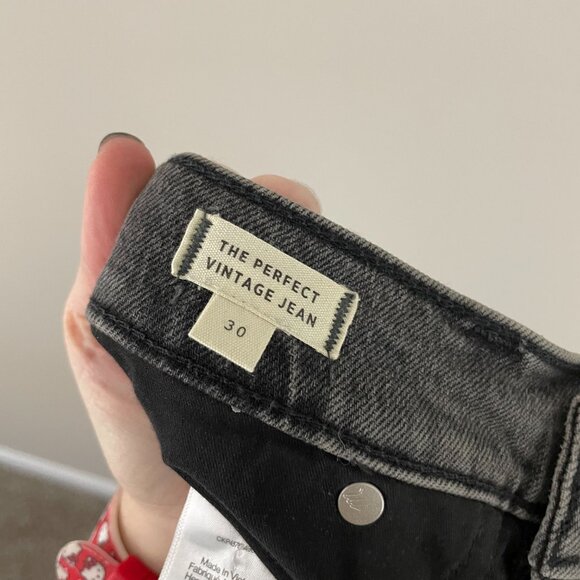 THE PERFECT
VINTAGE JEAN
30
Made in